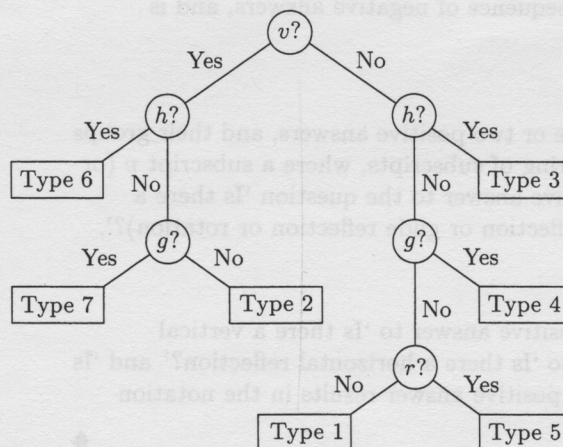 v?
Yes No
h? h?
Yes Yes
Type 6 No No Type 3
g? g?
Yes No Yes
Type 7 Type 2 No Type 4
r?
No Yes
Type 1 Type 5